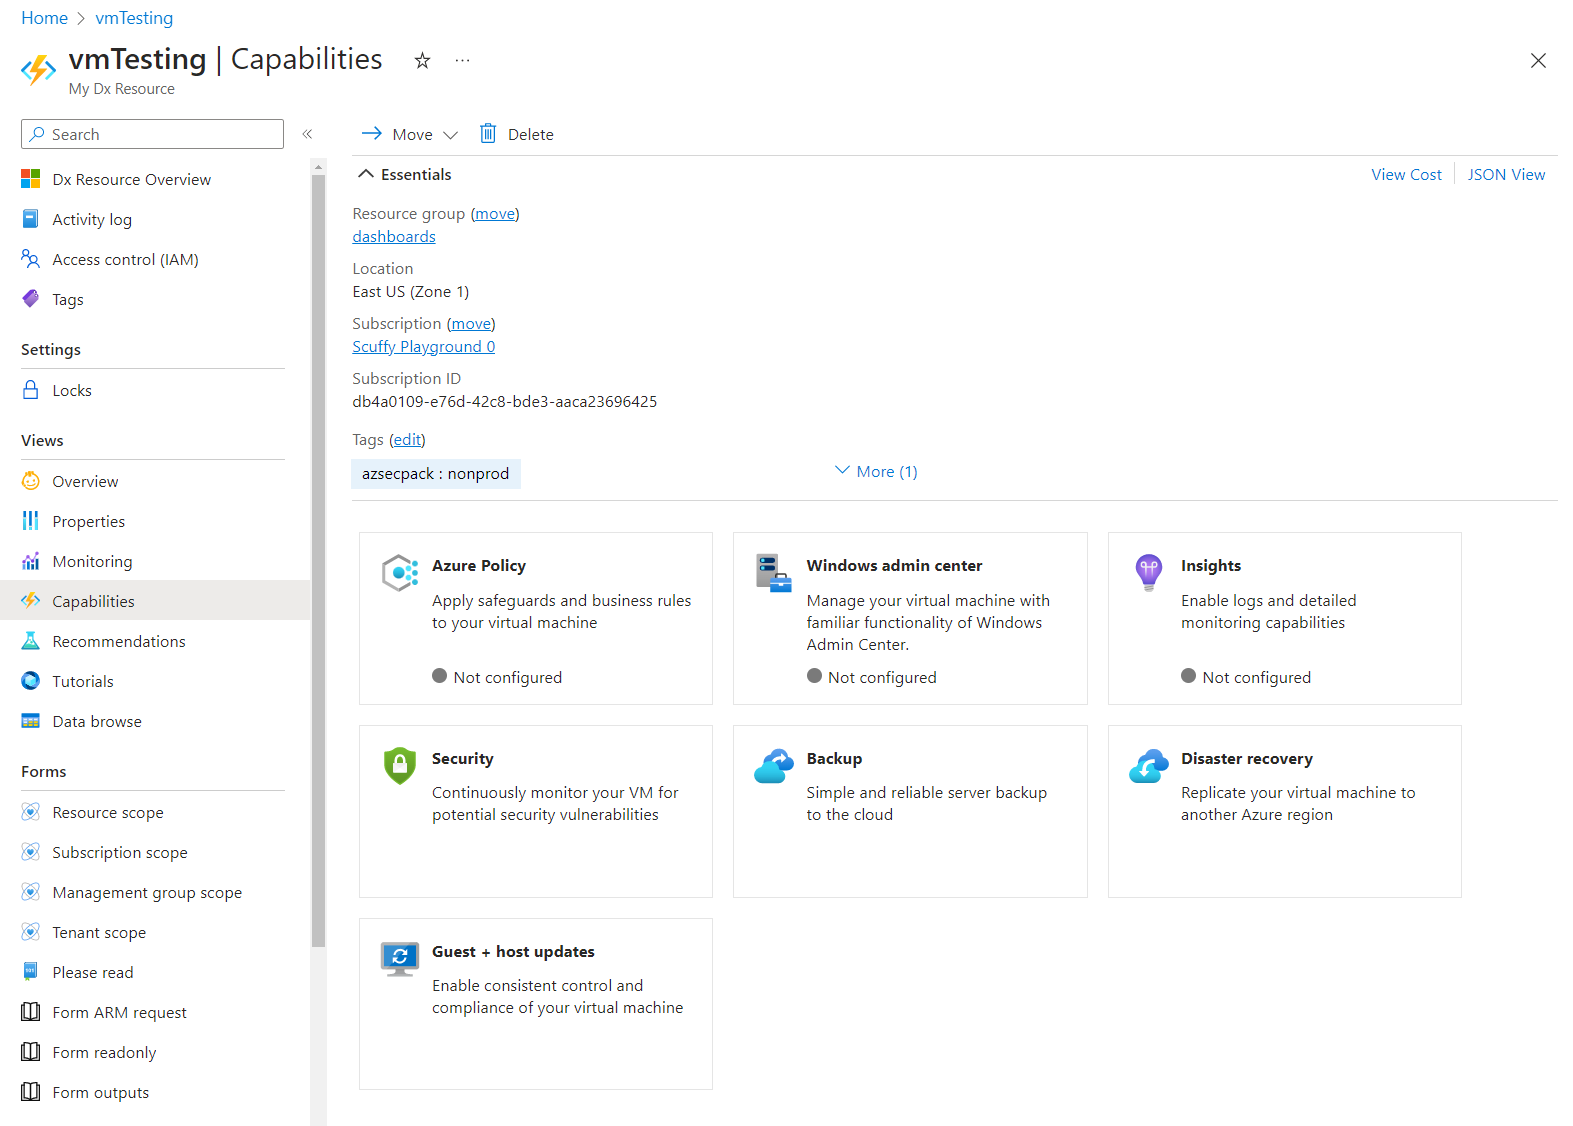 Home > vmTesting
vmTesting | Capabilities
My Dx Resource
Search
Dx Resource Overview
Activity log
Access control (IAM)
Tags
Settings
Locks
Views
Overview
Properties
Monitoring
Capabilities
Recommendations
Tutorials
Data browse
Forms
Resource scope
Subscription scope
Management group scope
Tenant scope
Please read
Form ARM request
Form readonly
Form outputs
Move Delete
Essentials
View Cost JSON View
Resource group (move)
dashboards
Location
East US (Zone 1)
Subscription (move)
Scuffy Playground 0
Subscription ID
db4a0109-e76d-42c8-bde3-aaca23696425
Tags (edit)
azsecpack : nonprod
More (1)
Azure Policy
Apply safeguards and business rules
to your virtual machine
Not configured
Windows admin center
Manage your virtual machine with
familiar functionality of Windows
Admin Center.
Not configured
Insights
Enable logs and detailed
monitoring capabilities
Not configured
Security
Continuously monitor your VM for
potential security vulnerabilities
Backup
Simple and reliable server backup
to the cloud
Disaster recovery
Replicate your virtual machine to
another Azure region
Guest + host updates
Enable consistent control and
compliance of your virtual machine